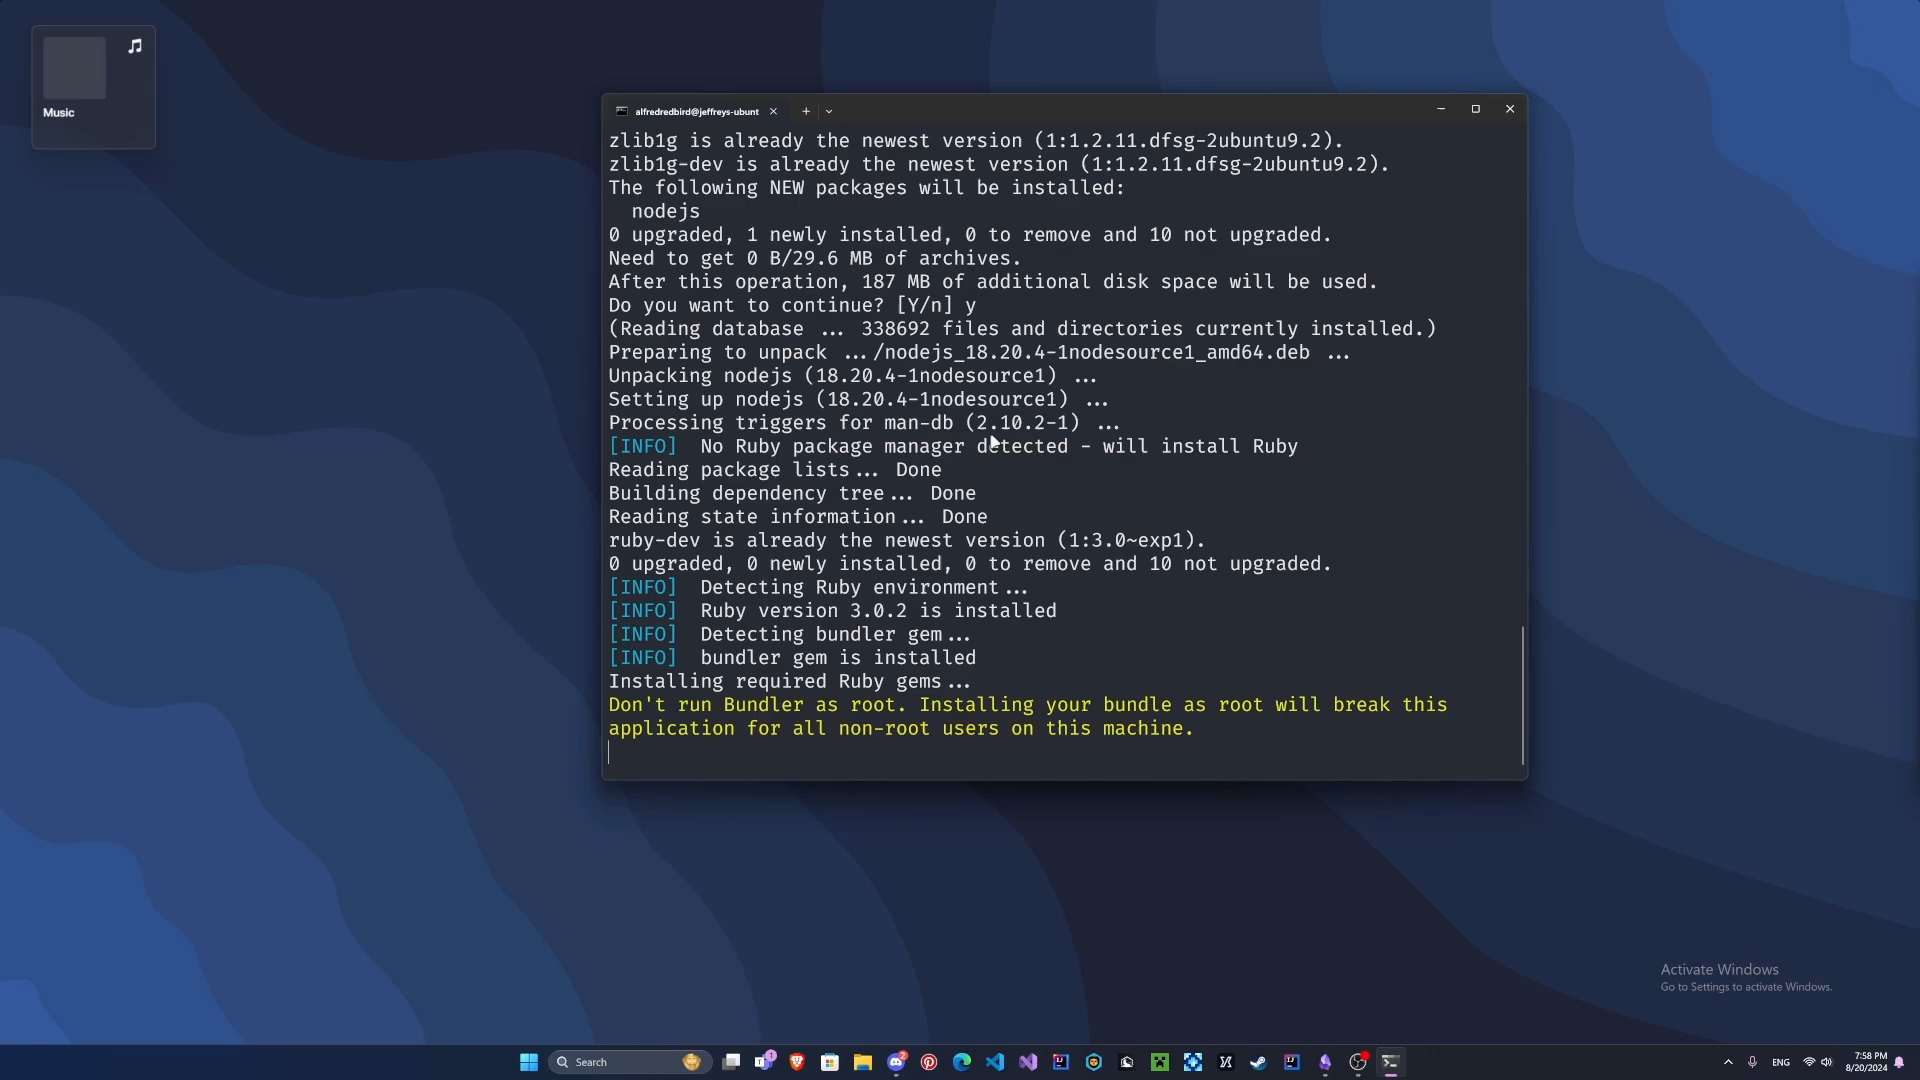 Music
alfredredbird@jeffreys-ubunt
zlib1g is already the newest version (1:1.2.11.dfsg-2ubuntu9.2).
zlib1g-dev is already the newest version (1:1.2.11.dfsg-2ubuntu9.2).
The following NEW packages will be installed:
nodejs
0 upgraded, 1 newly installed, 0 to remove and 10 not upgraded.
Need to get 0 B/29.6 MB of archives.
After this operation, 187 MB of additional disk space will be used.
Do you want to continue? [Y/n] y
(Reading database ... 338692 files and directories currently installed.)
Preparing to unpack .../nodejs_18.20.4-1nodesource1_amd64.deb ...
Unpacking nodejs (18.20.4-1nodesource1) ...
Setting up nodejs (18.20.4-1nodesource1) ...
Processing triggers for man-db (2.10.2-1) ...
[INFO]  No Ruby package manager detected - will install Ruby
Reading package lists... Done
Building dependency tree... Done
Reading state information... Done
ruby-dev is already the newest version (1:3.0~exp1).
0 upgraded, 0 newly installed, 0 to remove and 10 not upgraded.
[INFO]  Detecting Ruby environment...
[INFO]  Ruby version 3.0.2 is installed
[INFO]  Detecting bundler gem...
[INFO]  bundler gem is installed
Installing required Ruby gems...
Don't run Bundler as root. Installing your bundle as root will break this
application for all non-root users on this machine.
Activate Windows
Go to Settings to activate Windows.
Search
ENG
7:58 PM
8/20/2024